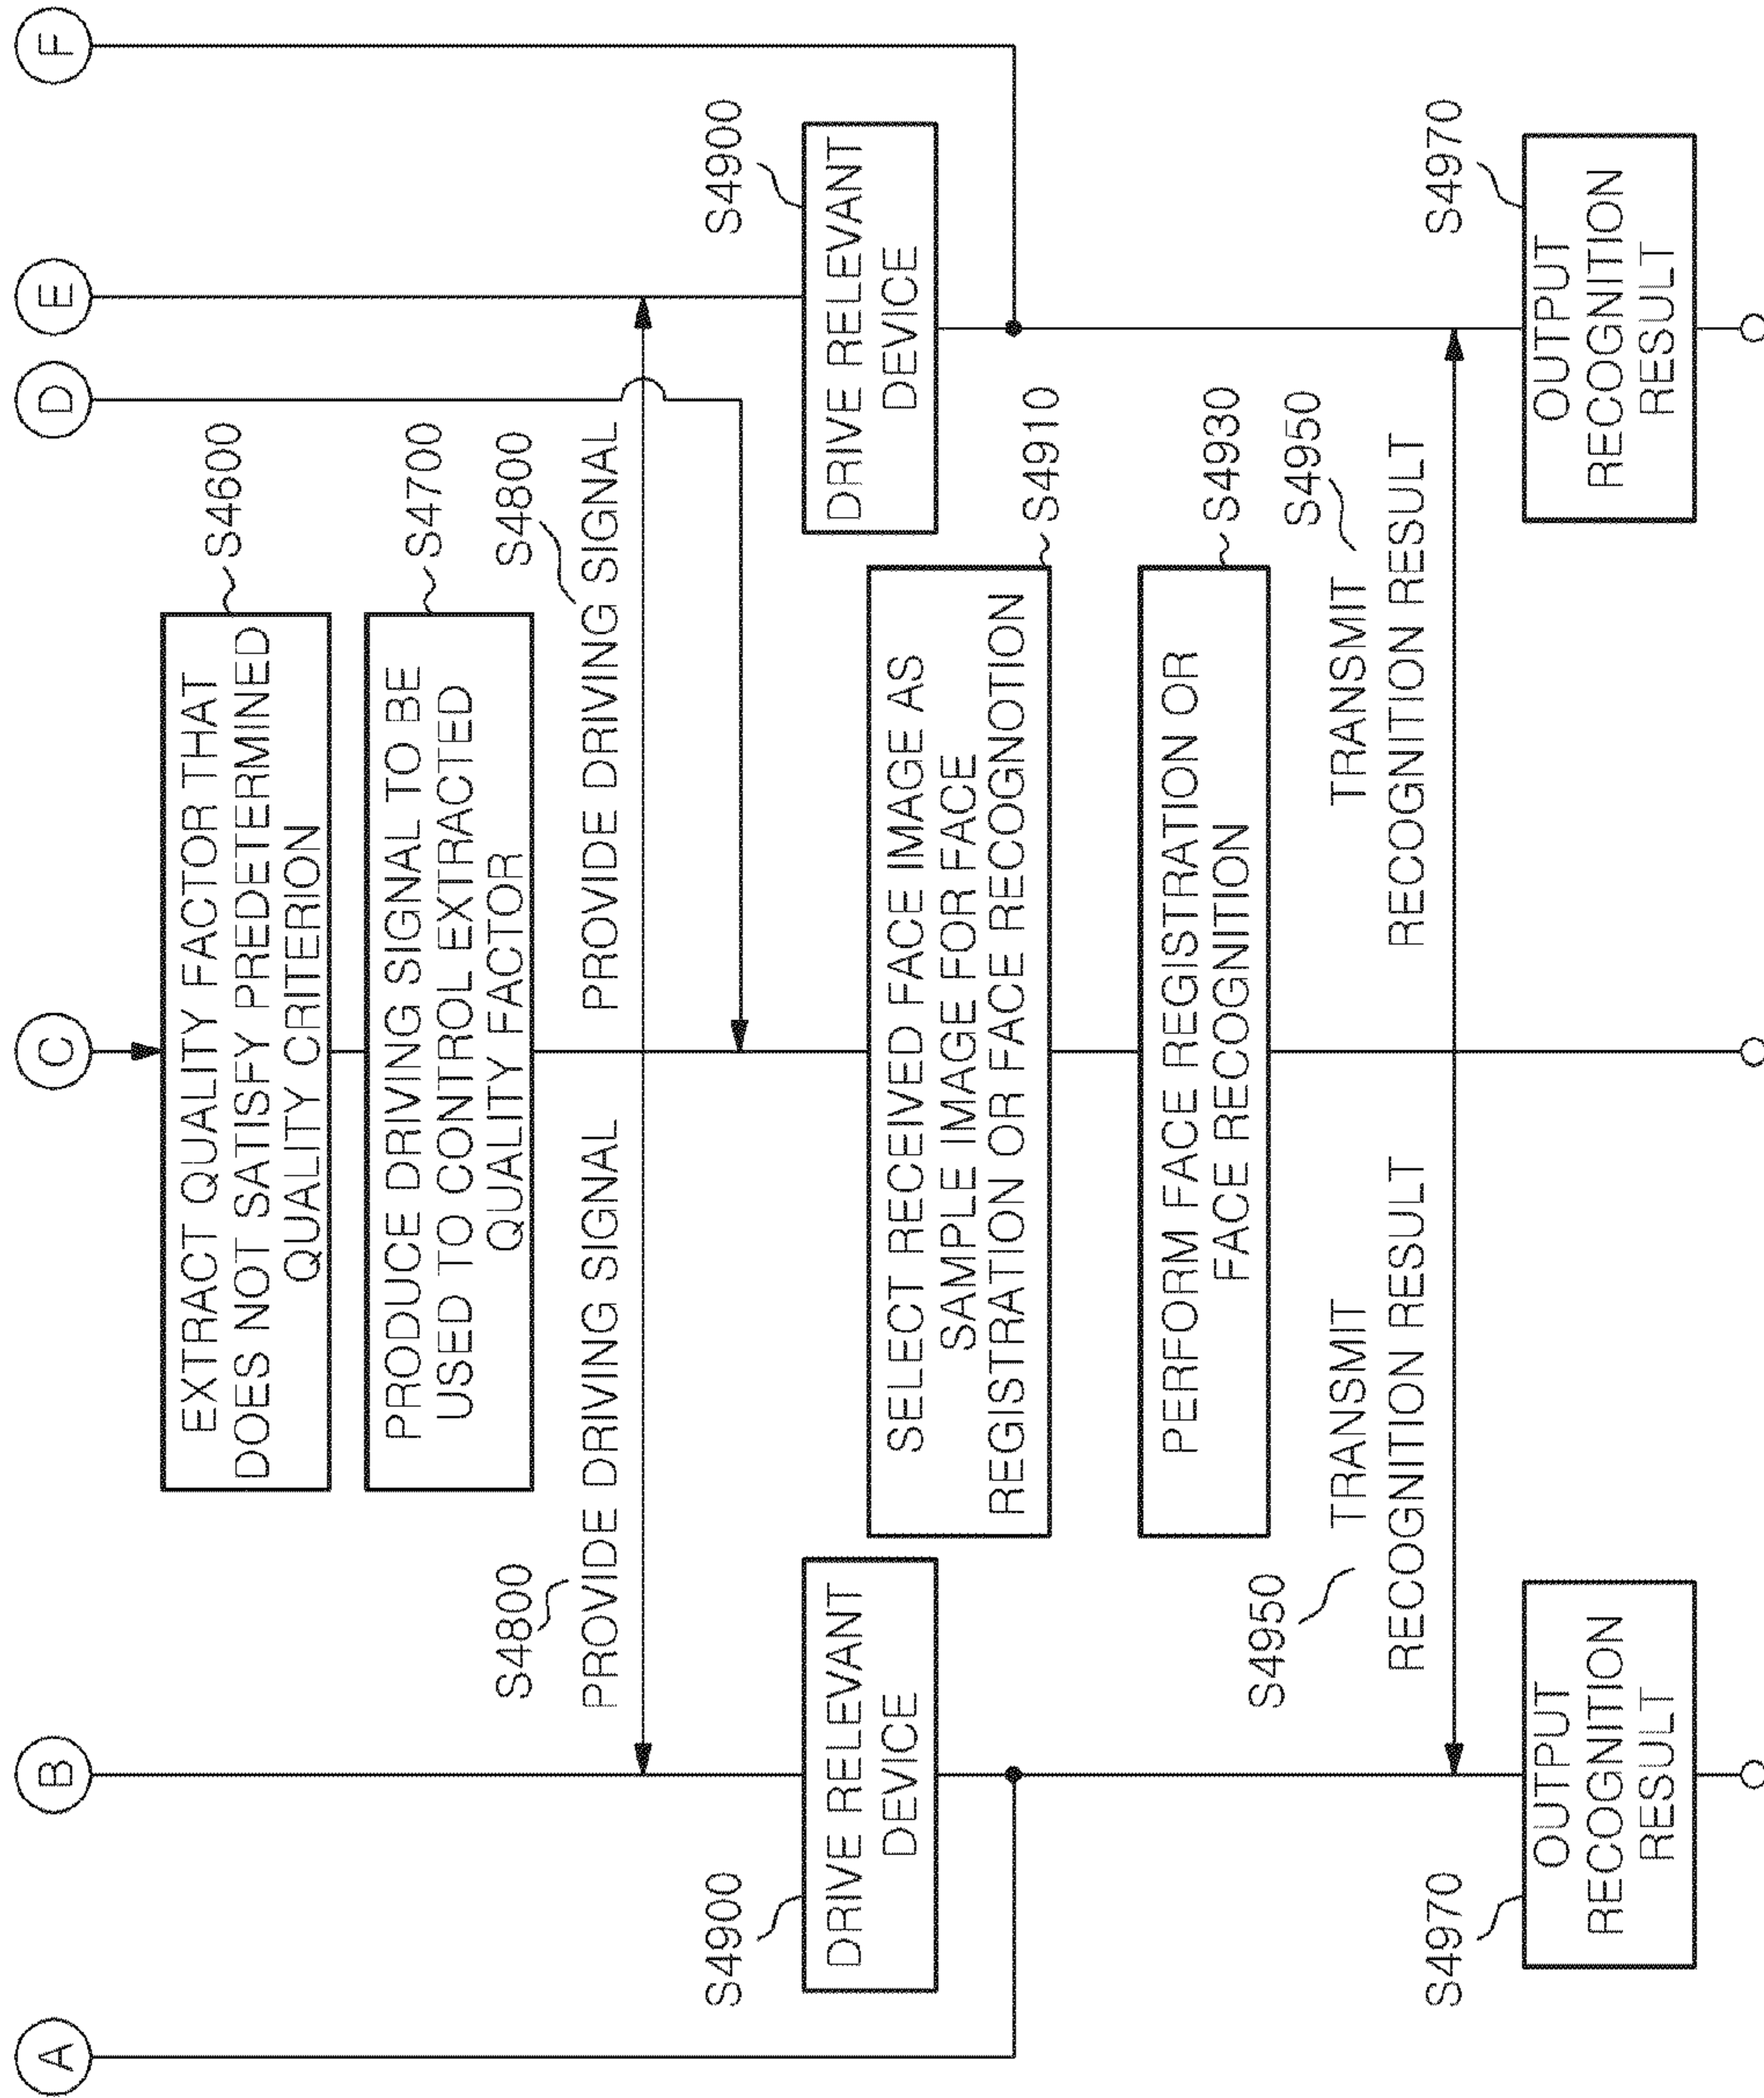 A
B
C
D
E
F
EXTRACT QUALITY FACTOR THAT
DOES NOT SATISFY PREDETERMINED
QUALITY CRITERION
S4600
PRODUCE DRIVING SIGNAL TO BE
USED TO CONTROL EXTRACTED
QUALITY FACTOR
S4700
S4800
PROVIDE DRIVING SIGNAL
S4800
PROVIDE DRIVING SIGNAL
S4900
DRIVE RELEVANT
DEVICE
S4900
DRIVE RELEVANT
DEVICE
SELECT RECEIVED FACE IMAGE AS
SAMPLE IMAGE FOR FACE
REGISTRATION OR FACE RECOGNOTION
S4910
PERFORM FACE REGISTRATION OR
FACE RECOGNITION
S4930
S4950
TRANSMIT
RECOGNITION RESULT
S4950
TRANSMIT
RECOGNITION RESULT
S4970
OUTPUT
RECOGNITION
RESULT
S4970
OUTPUT
RECOGNITION
RESULT